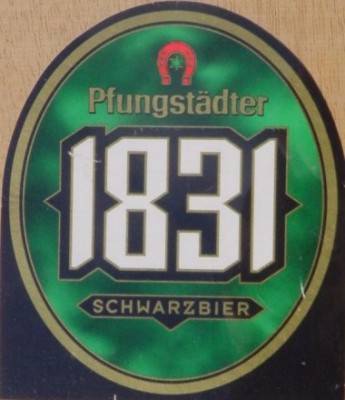 Pfungstädter
1831
SCHWARZBIER